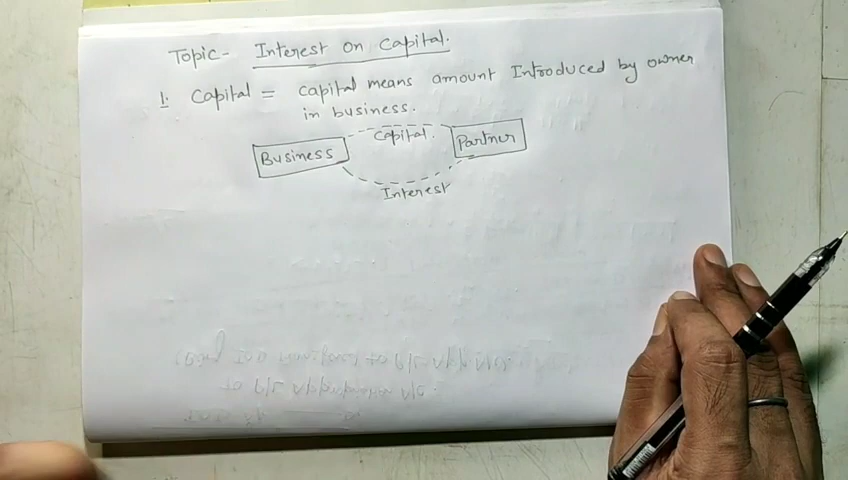 Topic- Interest On Capital.
1: Capital = capital means amount Introduced by owner
in business.
Capital.
Business
Partner
Interest